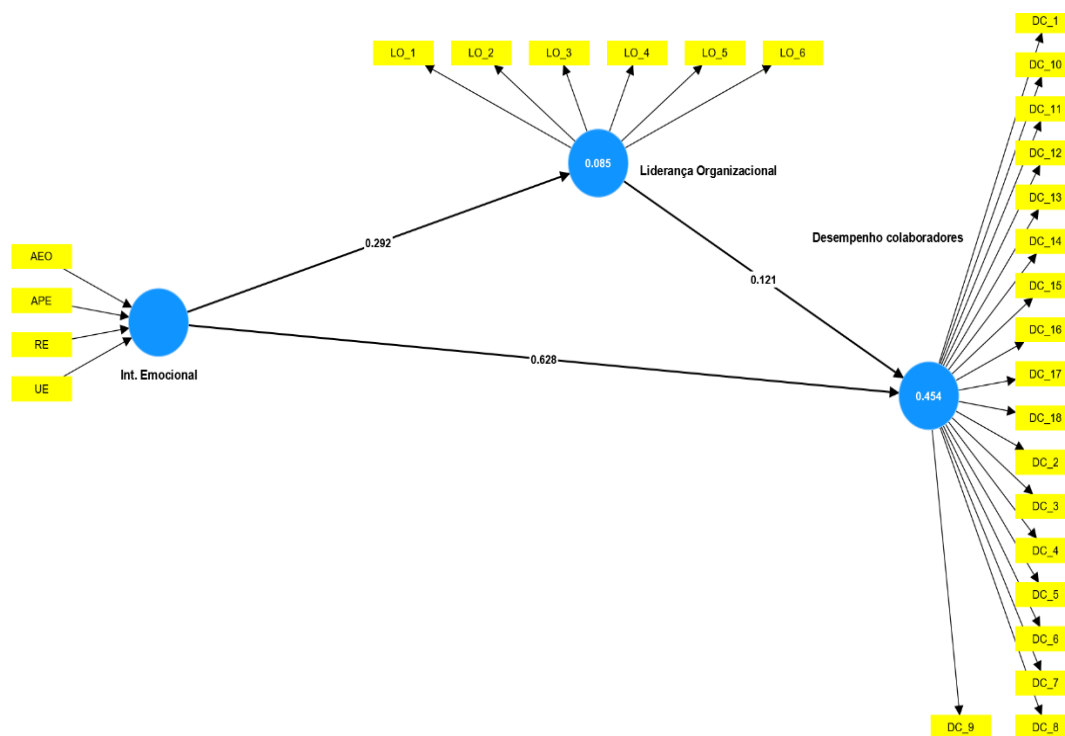 LO_1
LO_2
LO_3
LO_4
LO_5
LO_6
0.085
Liderança Organizacional
DC_1
DC_10
DC_11
DC_12
DC_13
DC_14
DC_15
DC_16
DC_17
DC_18
DC_2
DC_3
DC_4
DC_5
DC_6
DC_7
DC_8
DC_9
Desempenho colaboradores
0.292
0.121
AEO
APE
RE
UE
Int. Emocional
0.628
0.454